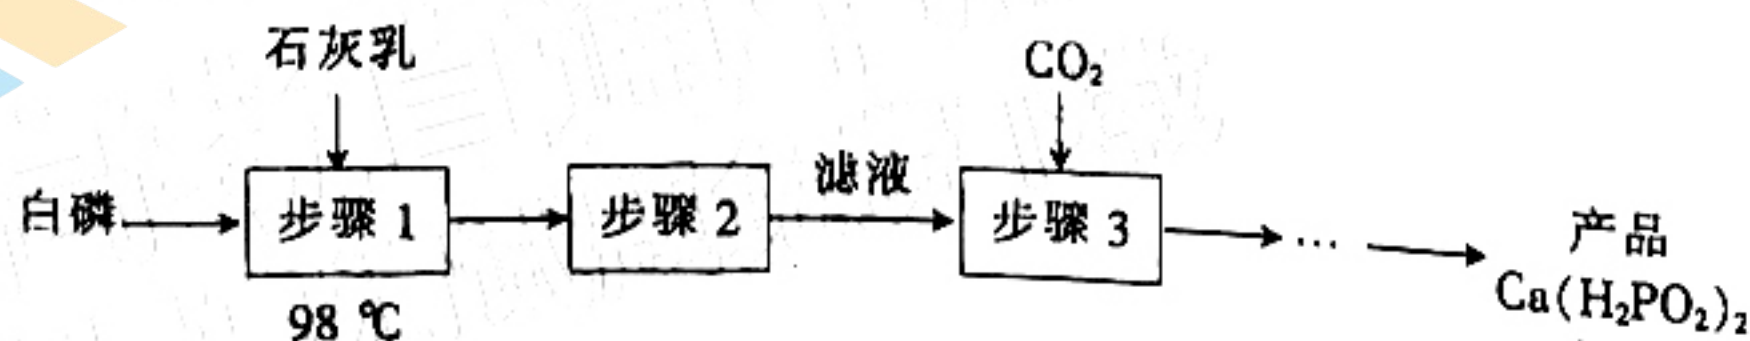 石灰乳
CO₂
白磷
步骤 1
步骤 2
滤液
步骤 3
...
产品
Ca(H₂PO₂)₂
98 ℃